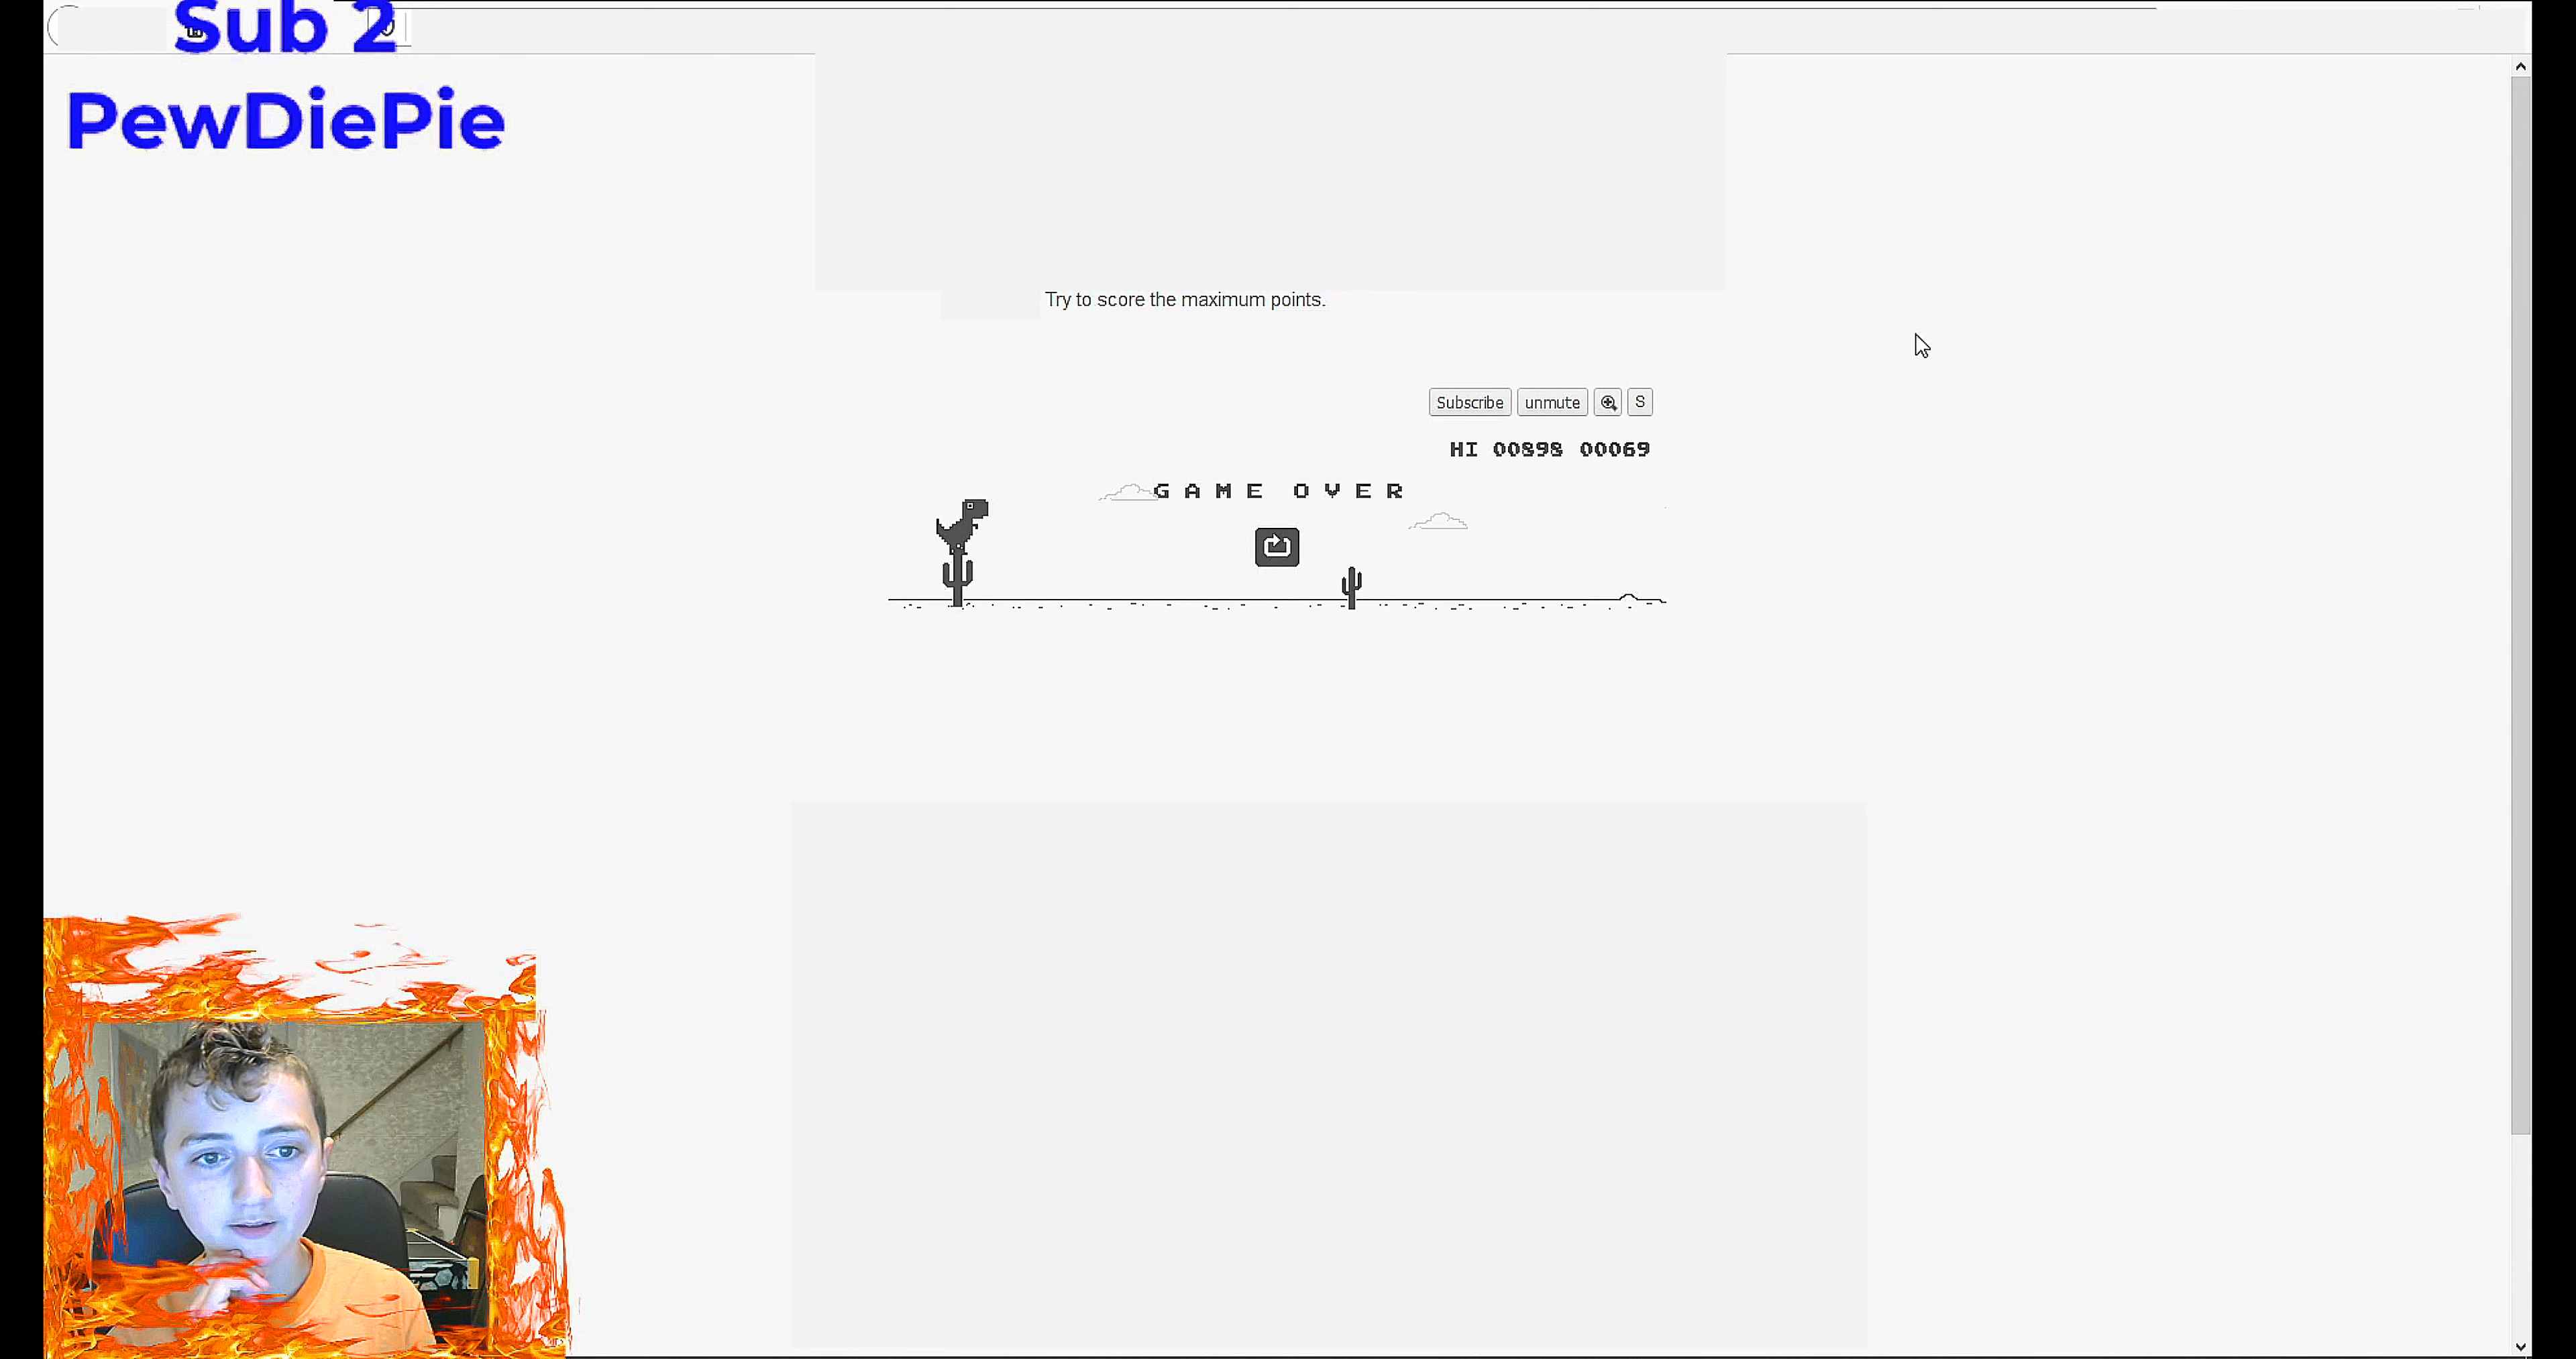 Sub 2
PewDiePie
Try to score the maximum points.
Subscribe unmute S
HI 00898 00069
GAME OVER